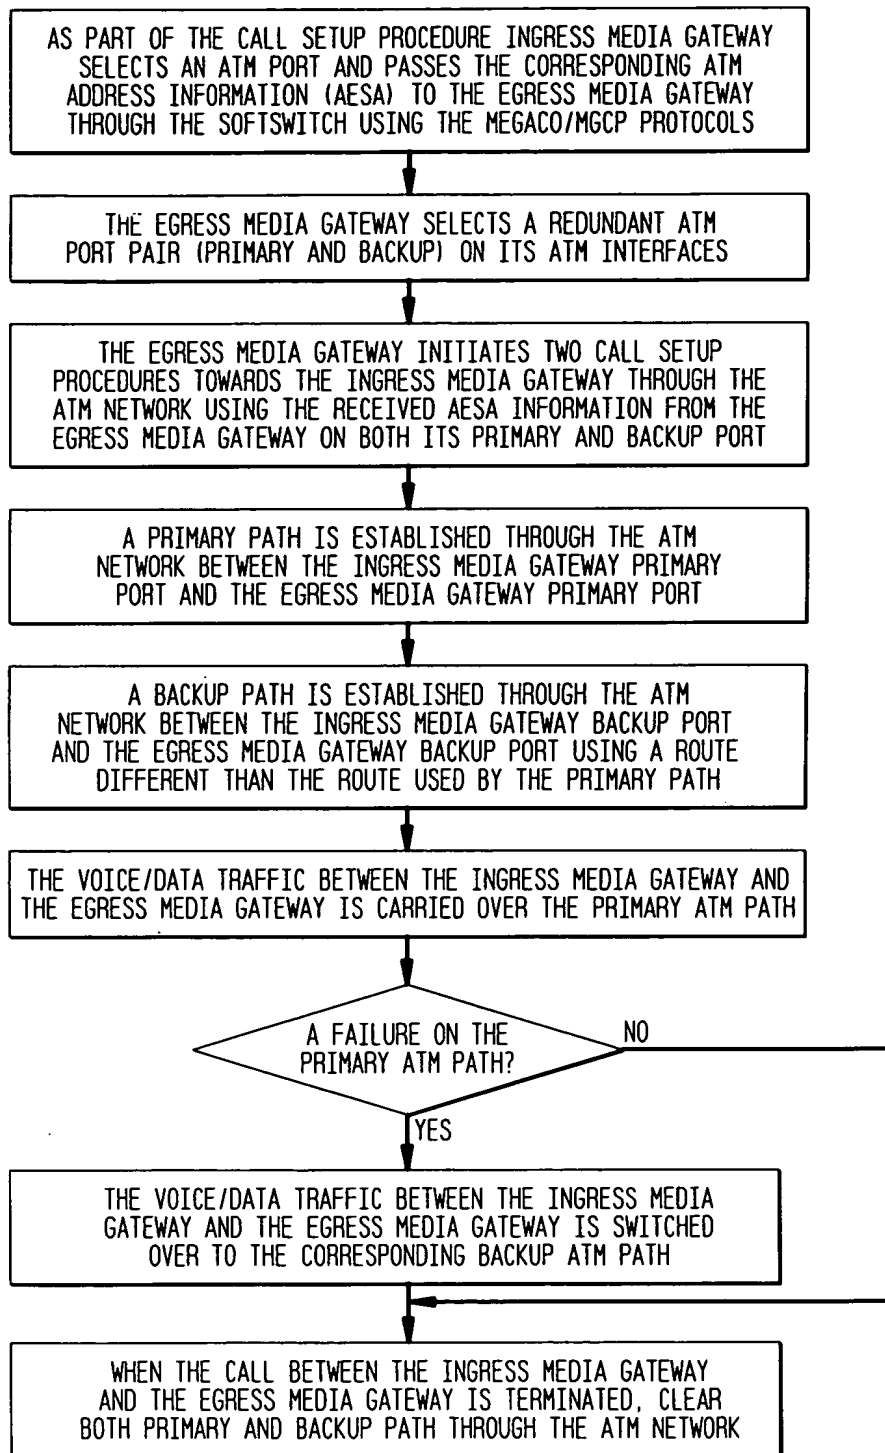 AS PART OF THE CALL SETUP PROCEDURE INGRESS MEDIA GATEWAY
SELECTS AN ATM PORT AND PASSES THE CORRESPONDING ATM
ADDRESS INFORMATION (AESA) TO THE EGRESS MEDIA GATEWAY
THROUGH THE SOFTSWITCH USING THE MEGACO/MGCP PROTOCOLS
THE EGRESS MEDIA GATEWAY SELECTS A REDUNDANT ATM
PORT PAIR (PRIMARY AND BACKUP) ON ITS ATM INTERFACES
THE EGRESS MEDIA GATEWAY INITIATES TWO CALL SETUP
PROCEDURES TOWARDS THE INGRESS MEDIA GATEWAY THROUGH THE
ATM NETWORK USING THE RECEIVED AESA INFORMATION FROM THE
EGRESS MEDIA GATEWAY ON BOTH ITS PRIMARY AND BACKUP PORT
A PRIMARY PATH IS ESTABLISHED THROUGH THE ATM
NETWORK BETWEEN THE INGRESS MEDIA GATEWAY PRIMARY
PORT AND THE EGRESS MEDIA GATEWAY PRIMARY PORT
A BACKUP PATH IS ESTABLISHED THROUGH THE ATM
NETWORK BETWEEN THE INGRESS MEDIA GATEWAY BACKUP PORT
AND THE EGRESS MEDIA GATEWAY BACKUP PORT USING A ROUTE
DIFFERENT THAN THE ROUTE USED BY THE PRIMARY PATH
THE VOICE/DATA TRAFFIC BETWEEN THE INGRESS MEDIA GATEWAY AND
THE EGRESS MEDIA GATEWAY IS CARRIED OVER THE PRIMARY ATM PATH
A FAILURE ON THE
PRIMARY ATM PATH?
NO
YES
THE VOICE/DATA TRAFFIC BETWEEN THE INGRESS MEDIA
GATEWAY AND THE EGRESS MEDIA GATEWAY IS SWITCHED
OVER TO THE CORRESPONDING BACKUP ATM PATH
WHEN THE CALL BETWEEN THE INGRESS MEDIA GATEWAY
AND THE EGRESS MEDIA GATEWAY IS TERMINATED, CLEAR
BOTH PRIMARY AND BACKUP PATH THROUGH THE ATM NETWORK